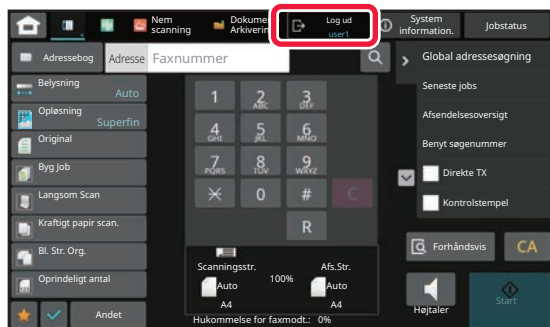 Nem
scanning
Dokume
Arkiverin
Log ud
user1
System
information.
Jobstatus
Adressebog
Adresse
Faxnummer
Global adressesøgning
Belysning
Auto
Opløsning
Superfin
Original
Byg Job
Langsom Scan
Kraftigt papir scan.
Bl. Str. Org.
Oprindeligt antal
Andet
1
2
ABC
3
DEF
4
GHI
5
JKL
6
MNO
7
PQRS
8
TUV
9
WXYZ
0
#
C
R
Scanningsstr.
Auto
A4
100%
Afs.Str.
Auto
A4
Hukommelse for faxmodt.: 0%
Seneste jobs
Afsendelsesoversigt
Benyt søgenummer
Direkte TX
Kontrolstempel
Forhåndsvis
CA
Højtaler
Start